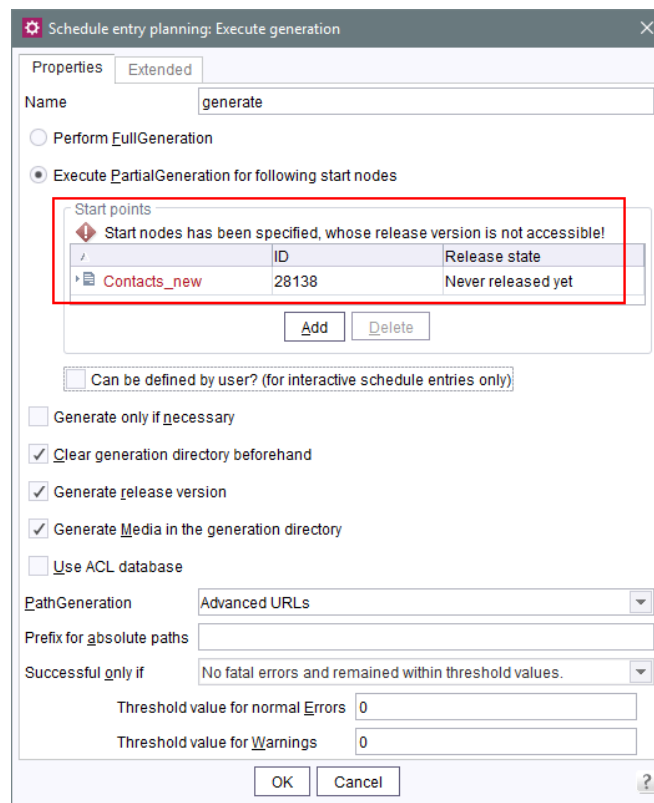 Schedule entry planning: Execute generation
Properties Extended
Name generate
Perform FullGeneration
Execute PartialGeneration for following start nodes
Start points
Start nodes has been specified, whose release version is not accessible!
ID Release state
Contacts_new 28138 Never released yet
Add Delete
Can be defined by user? (for interactive schedule entries only)
Generate only if necessary
Clear generation directory beforehand
Generate release version
Generate Media in the generation directory
Use ACL database
PathGeneration Advanced URLs
Prefix for absolute paths
Successful only if No fatal errors and remained within threshold values.
Threshold value for normal Errors 0
Threshold value for Warnings 0
OK Cancel ?